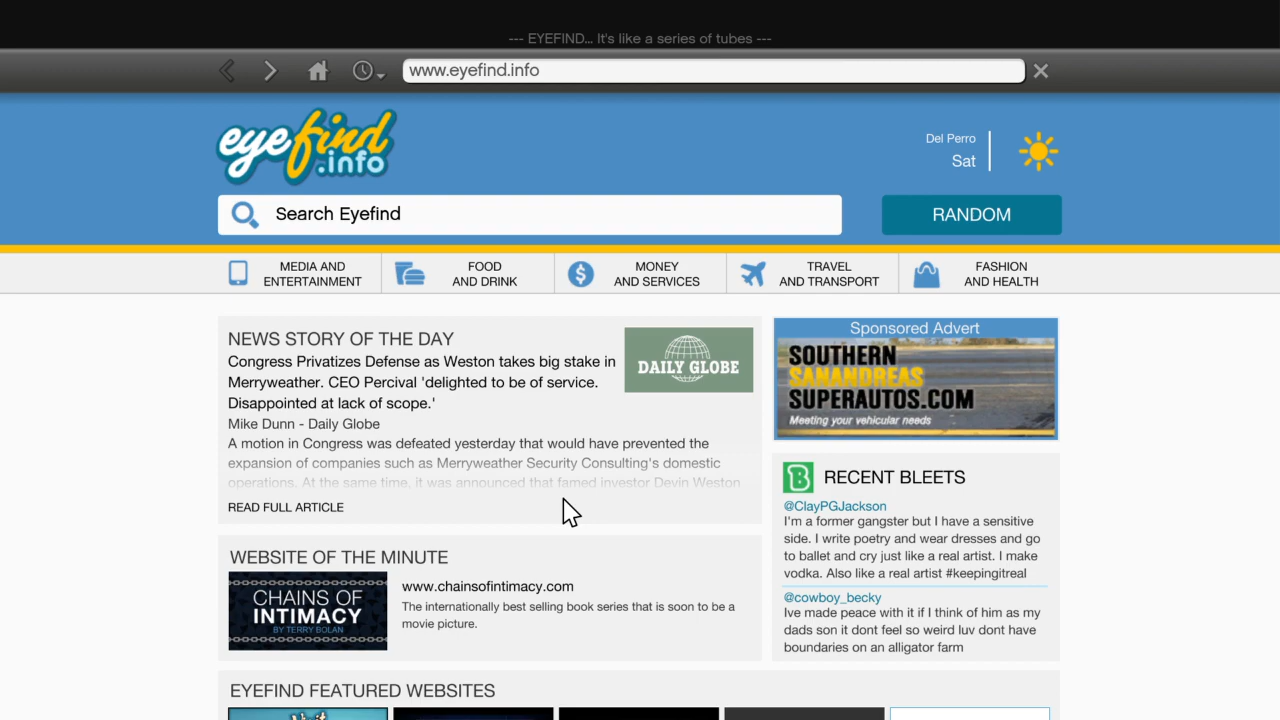 --- EYEFIND... It's like a series of tubes ---
www.eyefind.info
eyefind
.info
Del Perro
Sat
Search Eyefind
RANDOM
MEDIA AND
ENTERTAINMENT
FOOD
AND DRINK
MONEY
AND SERVICES
TRAVEL
AND TRANSPORT
FASHION
AND HEALTH
NEWS STORY OF THE DAY
Congress Privatizes Defense as Weston takes big stake in
Merryweather. CEO Percival 'delighted to be of service.
Disappointed at lack of scope.'
Mike Dunn - Daily Globe
A motion in Congress was defeated yesterday that would have prevented the
expansion of companies such as Merryweather Security Consulting's domestic
operations. At the same time, it was announced that famed investor Devin Weston
READ FULL ARTICLE
DAILY GLOBE
Sponsored Advert
SOUTHERN
SANANDREAS
SUPERAUTOS.COM
Meeting your vehicular needs
WEBSITE OF THE MINUTE
CHAINS OF
INTIMACY
BY TERRY BOLAN
www.chainsofintimacy.com
The internationally best selling book series that is soon to be a
movie picture.
B
RECENT BLEETS
@ClayPGJackson
I'm a former gangster but I have a sensitive
side. I write poetry and wear dresses and go
to ballet and cry just like a real artist. I make
vodka. Also like a real artist #keepingitreal
@cowboy_becky
Ive made peace with it if I think of him as my
dads son it dont feel so weird luv dont have
boundaries on an alligator farm
EYEFIND FEATURED WEBSITES